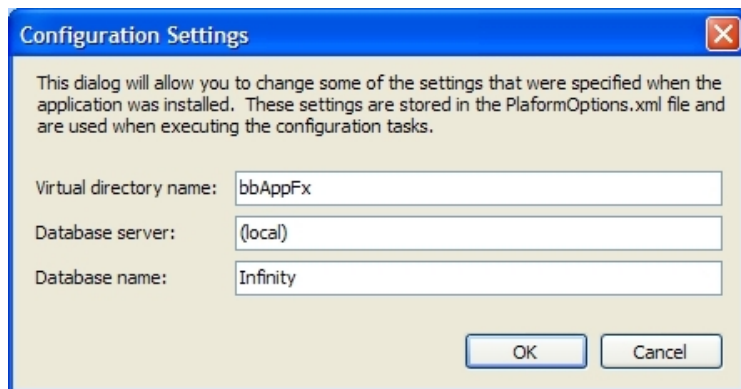 Configuration Settings
This dialog will allow you to change some of the settings that were specified when the
application was installed. These settings are stored in the PlaformOptions.xml file and
are used when executing the configuration tasks.
Virtual directory name: bbAppFx
Database server: (local)
Database name: Infinity
OK Cancel